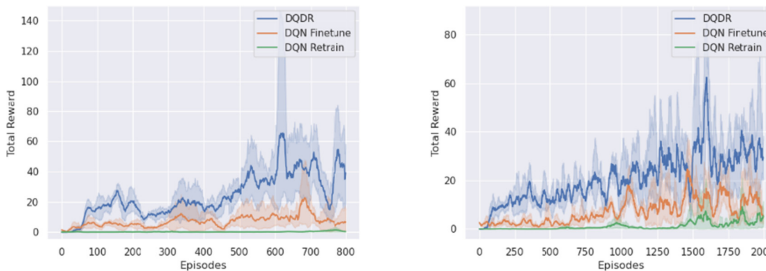 140
120
100
80
60
40
20
0
Total Reward
0 100 200 300 400 500 600 700 800
Episodes
DQDR
DQN Finetune
DQN Retrain
80
60
40
20
0
Total Reward
0 250 500 750 1000 1250 1500 1750
Episodes
DQDR
DQN Finetune
DQN Retrain